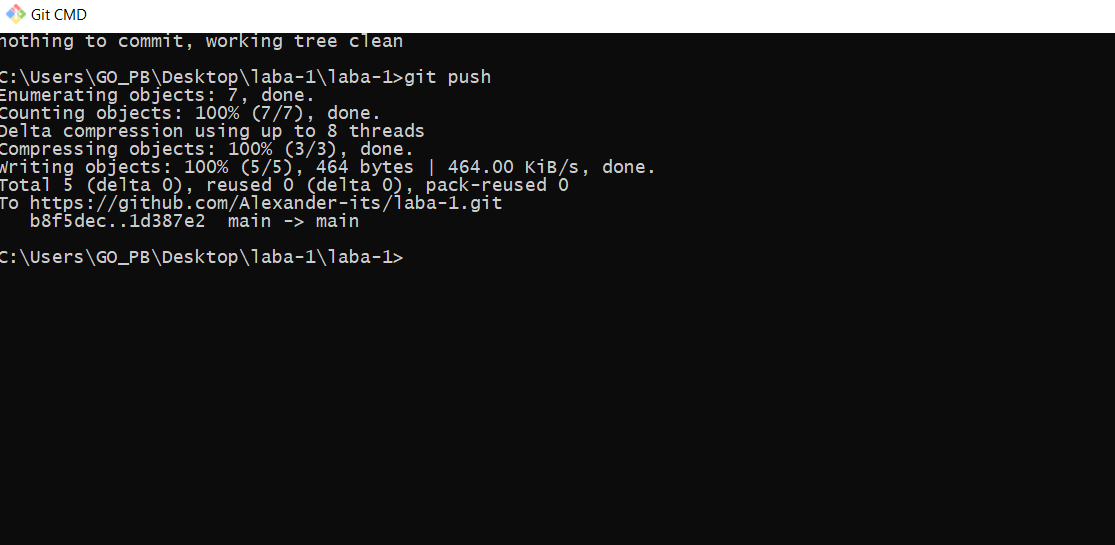 Git CMD
nothing to commit, working tree clean
C:\Users\GO_PB\Desktop\laba-1\laba-1>git push
Enumerating objects: 7, done.
Counting objects: 100% (7/7), done.
Delta compression using up to 8 threads
Compressing objects: 100% (3/3), done.
Writing objects: 100% (5/5), 464 bytes | 464.00 KiB/s, done.
Total 5 (delta 0), reused 0 (delta 0), pack-reused 0
To https://github.com/Alexander-its/laba-1.git
   b8f5dec..1d387e2  main -> main
C:\Users\GO_PB\Desktop\laba-1\laba-1>